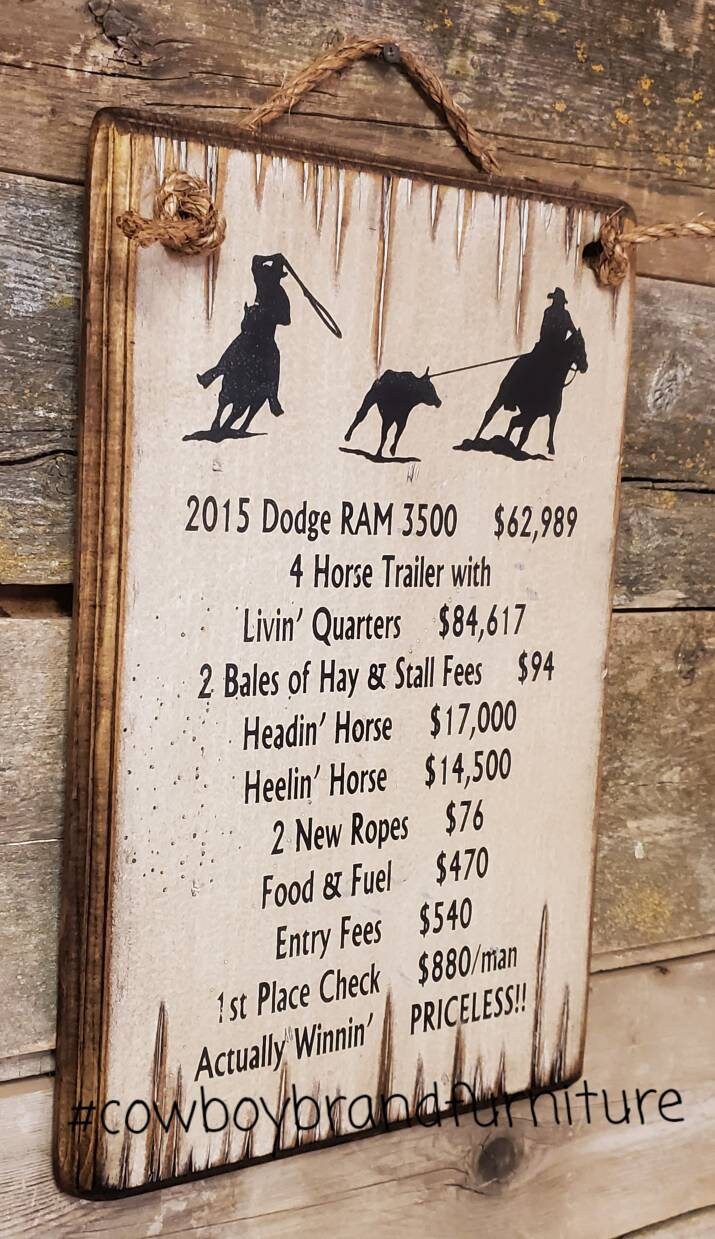 2015 Dodge RAM 3500 $62,989
4 Horse Trailer with
Livin' Quarters $84,617
2 Bales of Hay & Stall Fees $94
Headin' Horse $17,000
Heelin' Horse $14,500
2 New Ropes $76
Food & Fuel $470
Entry Fees $540
1st Place Check $880/man
Actually Winnin' PRICELESS!!
#cowboybrandfurniture